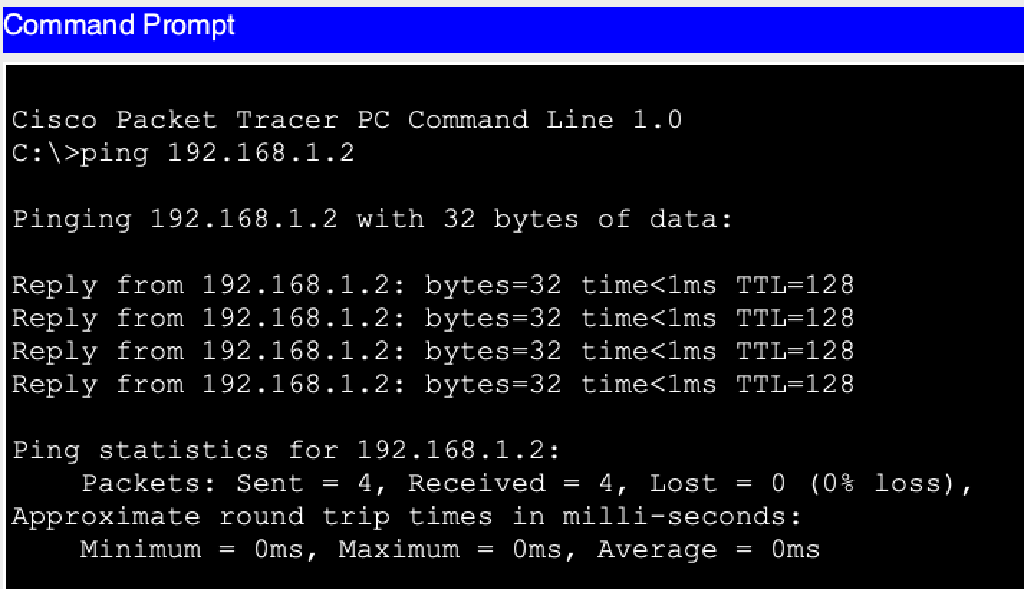 Command Prompt
Cisco Packet Tracer PC Command Line 1.0
C:\>ping 192.168.1.2
Pinging 192.168.1.2 with 32 bytes of data:
Reply from 192.168.1.2: bytes=32 time<1ms TTL=128
Reply from 192.168.1.2: bytes=32 time<1ms TTL=128
Reply from 192.168.1.2: bytes=32 time<1ms TTL=128
Reply from 192.168.1.2: bytes=32 time<1ms TTL=128
Ping statistics for 192.168.1.2:
    Packets: Sent = 4, Received = 4, Lost = 0 (0% loss),
Approximate round trip times in milli-seconds:
    Minimum = 0ms, Maximum = 0ms, Average = 0ms